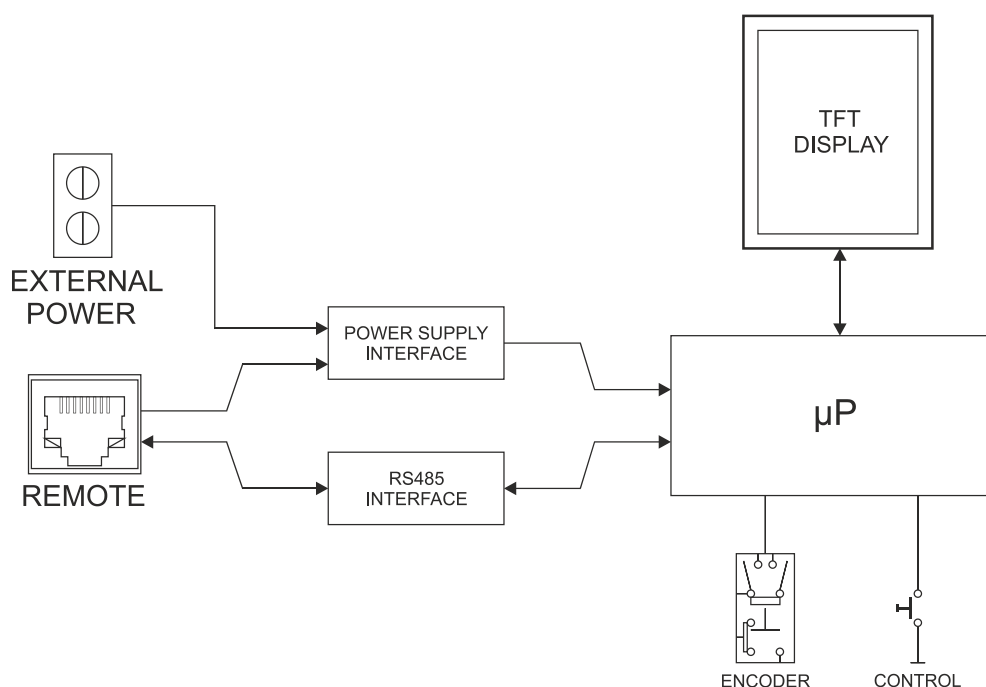 TFT
DISPLAY
EXTERNAL
POWER
POWER SUPPLY
INTERFACE
µP
REMOTE
RS485
INTERFACE
ENCODER
CONTROL